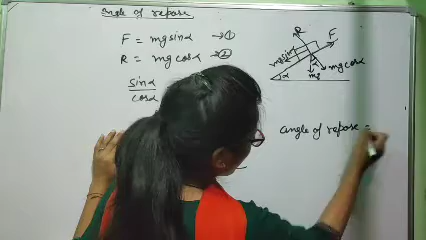 angle of repose
F = mg sinα →①
R = mg cosα →②
sinα
cosα
R
F
mg sinα
mg cosα
mg
α
angle of repose =